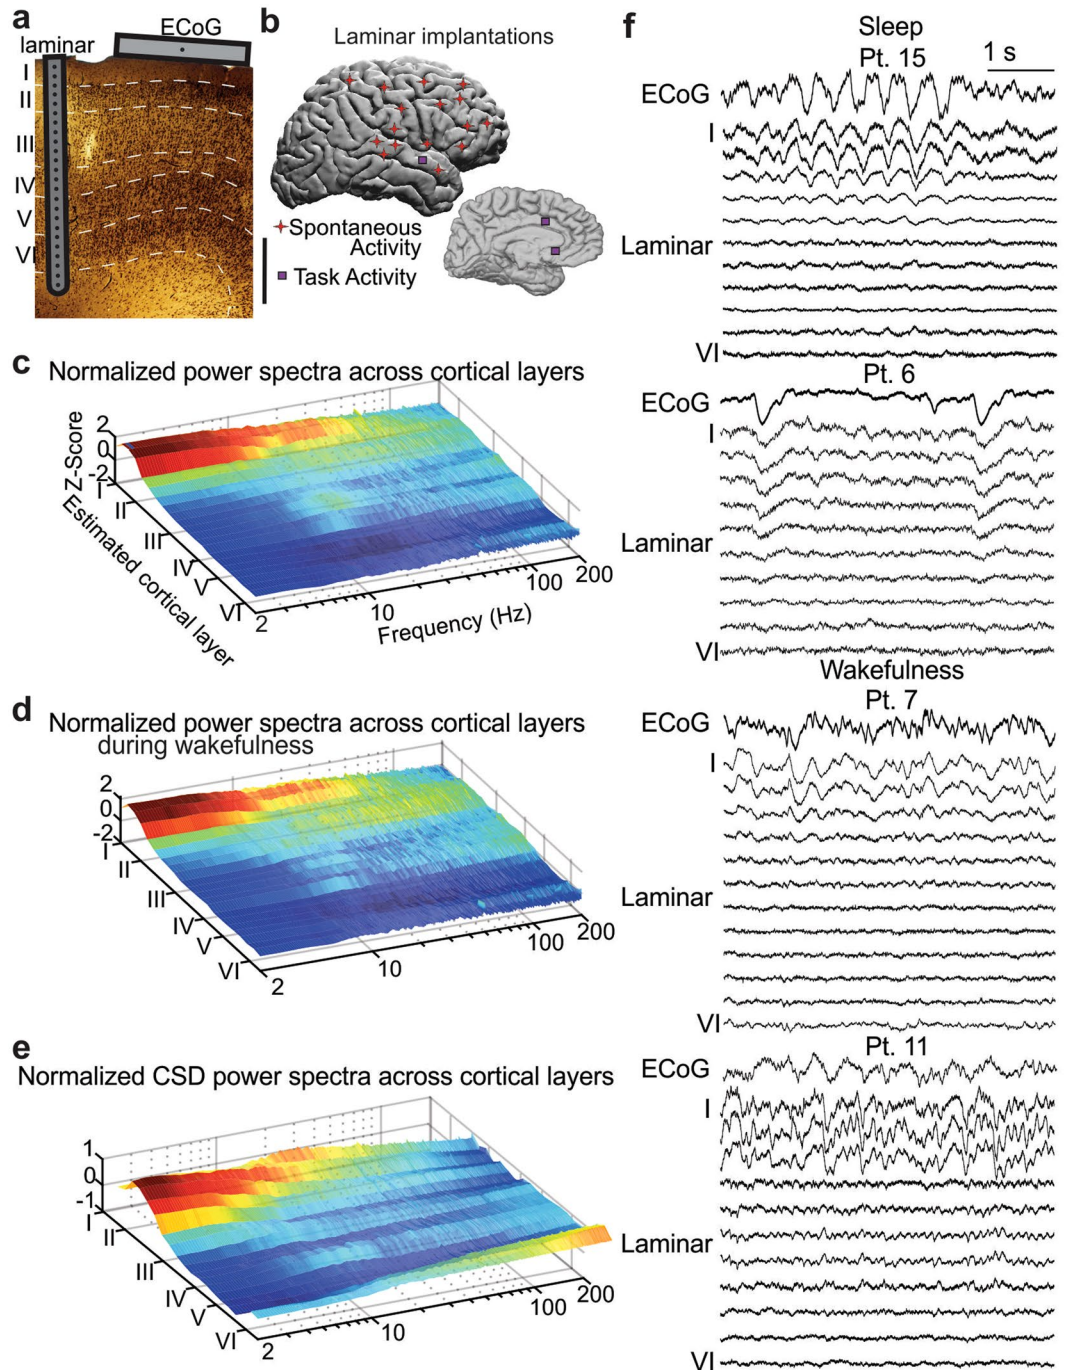 a
ECoG
laminar
I
II
III
IV
V
VI
b
Laminar implantations
Spontaneous
Activity
Task Activity
c
Normalized power spectra across cortical layers
Z-Score
2
0
-2
I
II
III
IV
V
VI
Estimated cortical layer
2
10
100
200
Frequency (Hz)
d
Normalized power spectra across cortical layers
during wakefulness
2
0
-2
I
II
III
IV
V
VI
2
10
100
200
e
Normalized CSD power spectra across cortical layers
1
0
-1
I
II
III
IV
V
VI
2
10
100
200
f
Sleep
Pt. 15
1 s
ECoG
I
Laminar
VI
Pt. 6
ECoG
I
Laminar
VI
Wakefulness
Pt. 7
ECoG
I
Laminar
VI
Pt. 11
ECoG
I
Laminar
VI